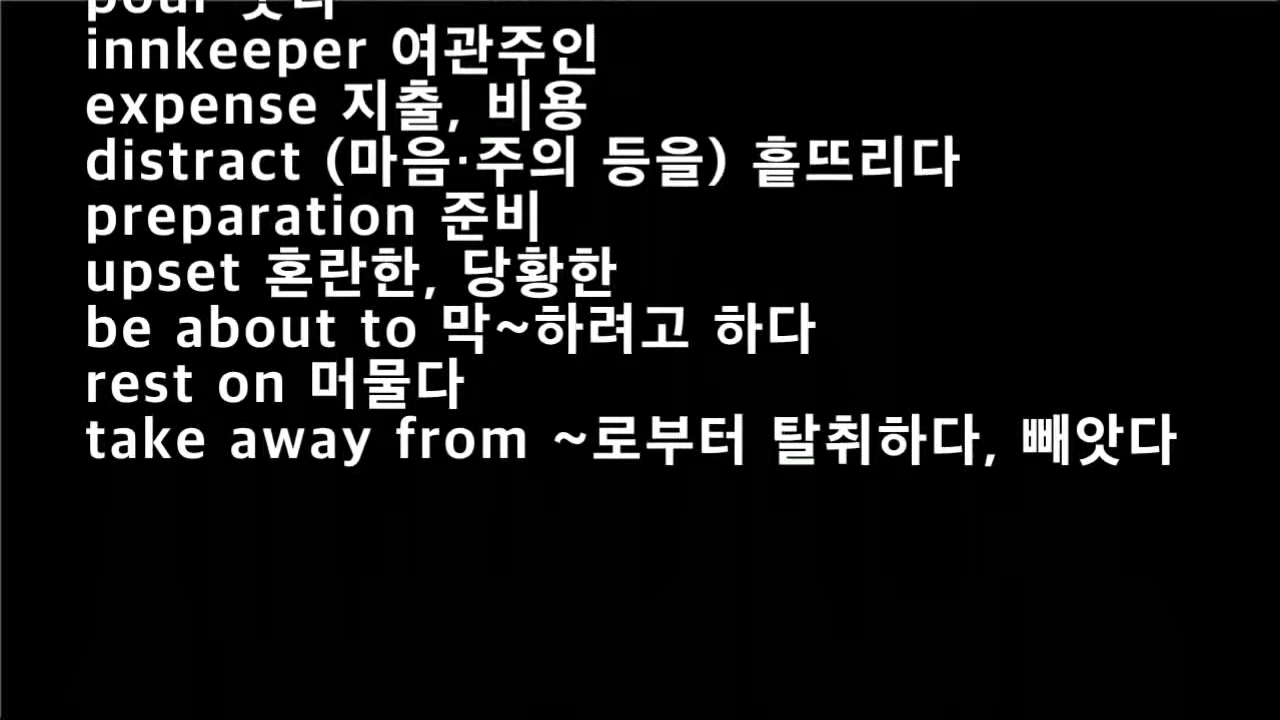 pour 붓다
innkeeper 여관주인
expense 지출, 비용
distract (마음·주의 등을) 흩뜨리다
preparation 준비
upset 혼란한, 당황한
be about to 막~하려고 하다
rest on 머물다
take away from ~로부터 탈취하다, 빼앗다